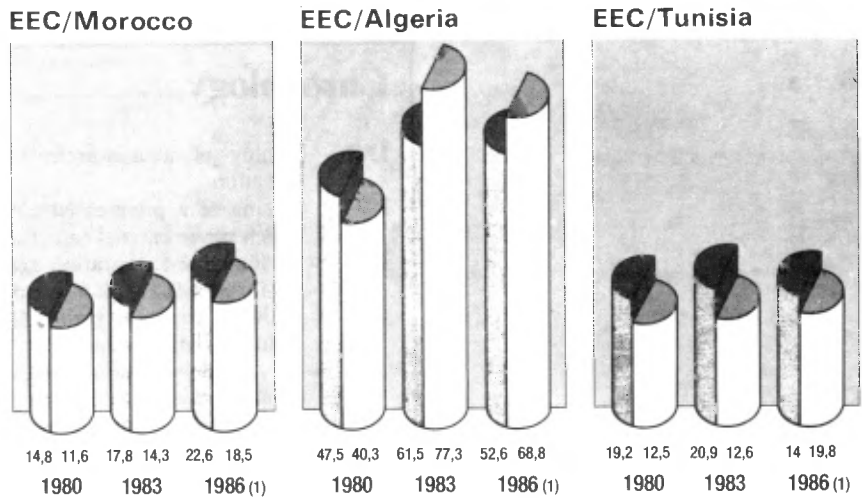 EEC/Morocco
EEC/Algeria
EEC/Tunisia
14,8 11,6 17,8 14,3 22,6 18,5
47,5 40,3 61,5 77,3 52,6 68,8
19,2 12,5 20,9 12,6 14 19,8
1980 1983 1986 (1)
1980 1983 1986 (1)
1980 1983 1986 (1)